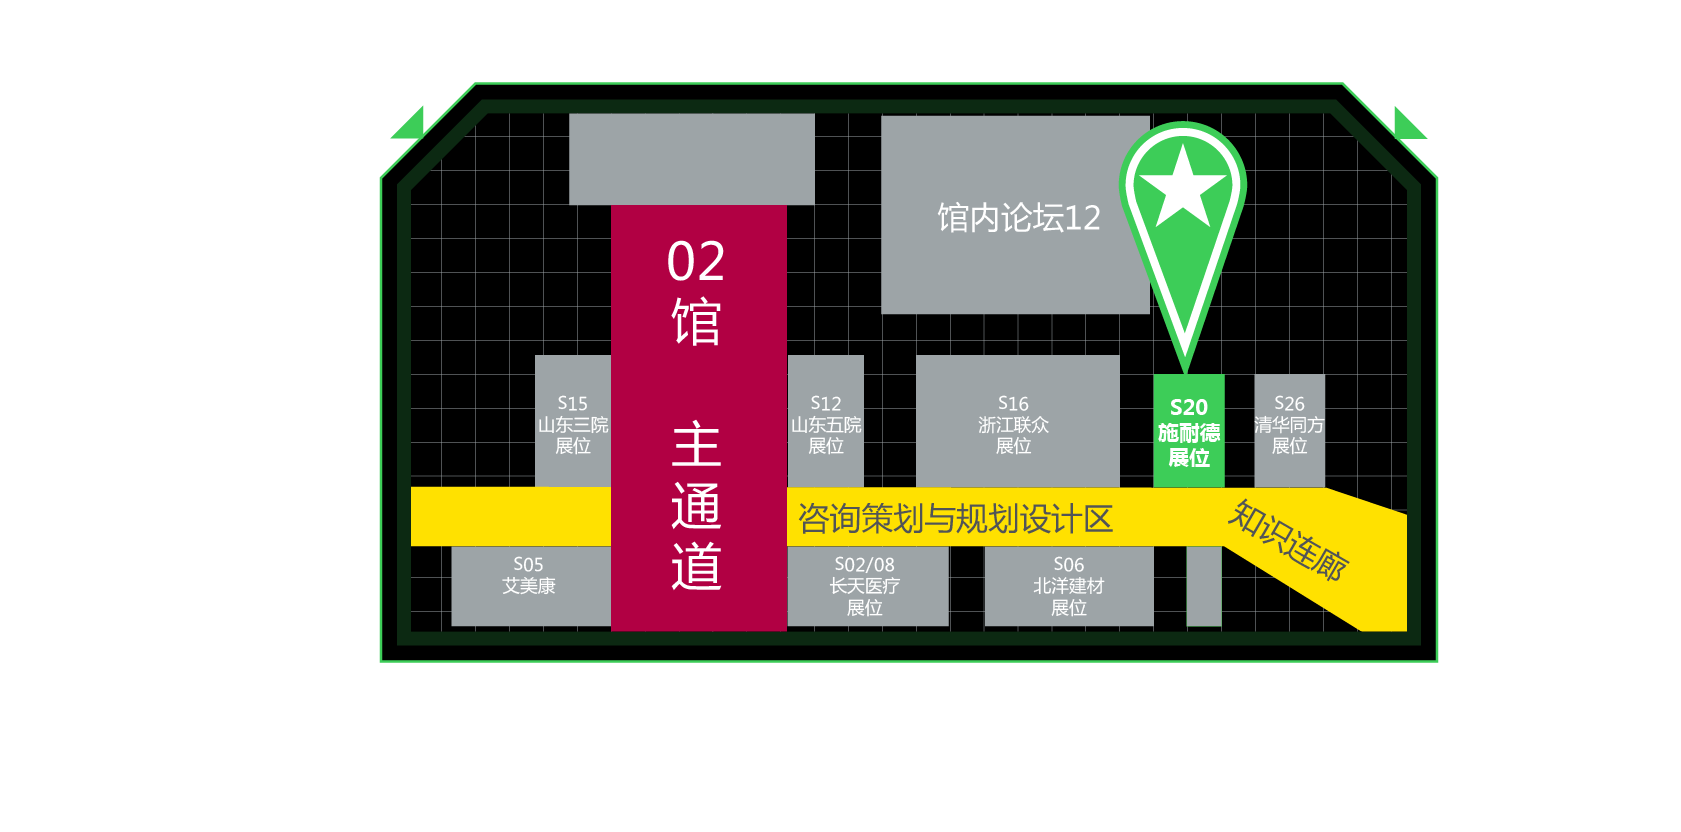 馆内论坛12
02
馆
主
通
道
S15
山东三院
展位
S12
山东五院
展位
S16
浙江联众
展位
S20
施耐德
展位
S26
清华同方
展位
咨询策划与规划设计区
知识连廊
S05
艾美康
S02/08
长天医疗
展位
S06
北洋建材
展位